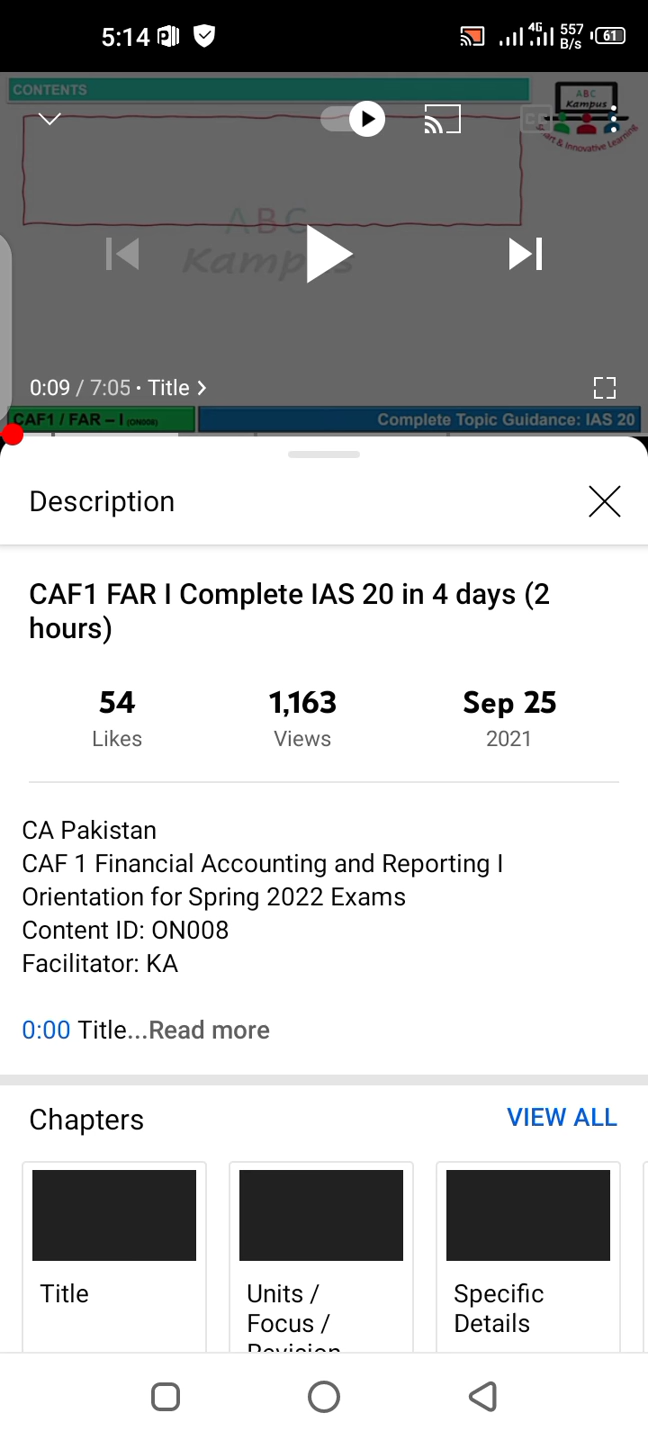 5:14
4G
557
B/s
61
CONTENTS
ABC
Kampus
& Innovative Learning
ABC
Kampus
0:09 / 7:05 • Title
CAF1 / FAR – I (ON008)
Complete Topic Guidance: IAS 20
Description
CAF1 FAR I Complete IAS 20 in 4 days (2
hours)
54
1,163
Sep 25
Likes
Views
2021
CA Pakistan
CAF 1 Financial Accounting and Reporting I
Orientation for Spring 2022 Exams
Content ID: ON008
Facilitator: KA
0:00 Title...Read more
Chapters
VIEW ALL
Title
Units /
Focus /
Revision
Specific
Details